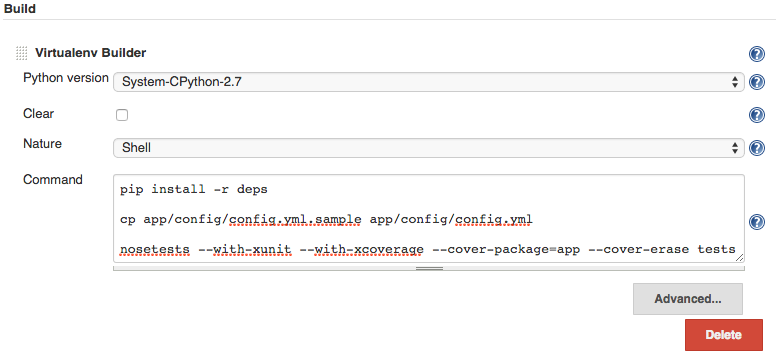 Build
Virtualenv Builder
Python version System-CPython-2.7
Clear
Nature Shell
Command
pip install -r deps
cp app/config/config.yml.sample app/config/config.yml
nosetests --with-xunit --with-xcoverage --cover-package=app --cover-erase tests
Advanced...
Delete